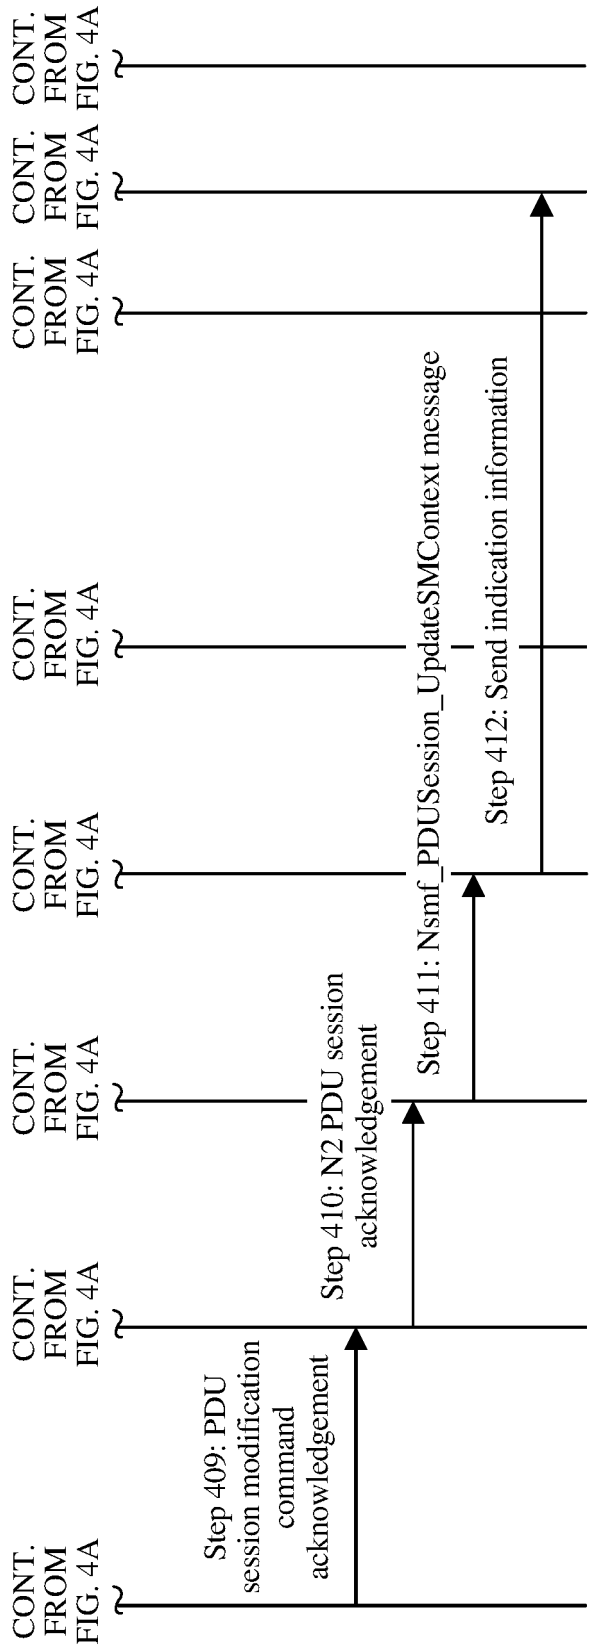 CONT.
FROM
FIG. 4A
CONT.
FROM
FIG. 4A
CONT.
FROM
FIG. 4A
CONT.
FROM
FIG. 4A
CONT.
FROM
FIG. 4A
CONT.
FROM
FIG. 4A
CONT.
FROM
FIG. 4A
CONT.
FROM
FIG. 4A
Step 409: PDU
session modification
command
acknowledgement
Step 410: N2 PDU session
acknowledgement
Step 411: Nsmf_PDUSession_UpdateSMContext message
Step 412: Send indication information